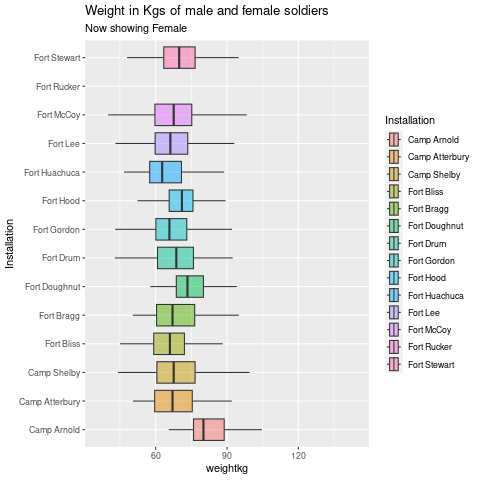 Weight in Kgs of male and female soldiers
Now showing Female
Installation
Fort Stewart
Fort Rucker
Fort McCoy
Fort Lee
Fort Huachuca
Fort Hood
Fort Gordon
Fort Drum
Fort Doughnut
Fort Bragg
Fort Bliss
Camp Shelby
Camp Atterbury
Camp Arnold
60 90 120
weightkg
Installation
Camp Arnold
Camp Atterbury
Camp Shelby
Fort Bliss
Fort Bragg
Fort Doughnut
Fort Drum
Fort Gordon
Fort Hood
Fort Huachuca
Fort Lee
Fort McCoy
Fort Rucker
Fort Stewart